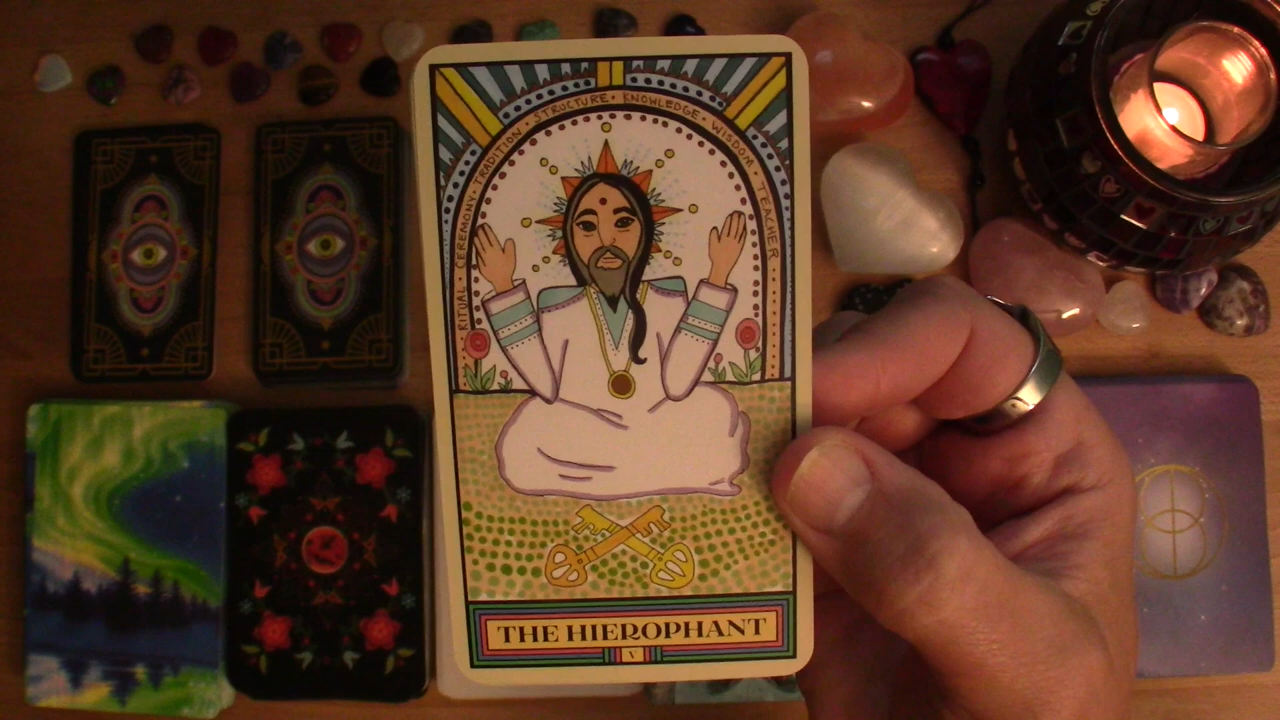 RITUAL • CEREMONY • TRADITION • STRUCTURE • KNOWLEDGE • WISDOM • TEACHER
THE HIEROPHANT
V